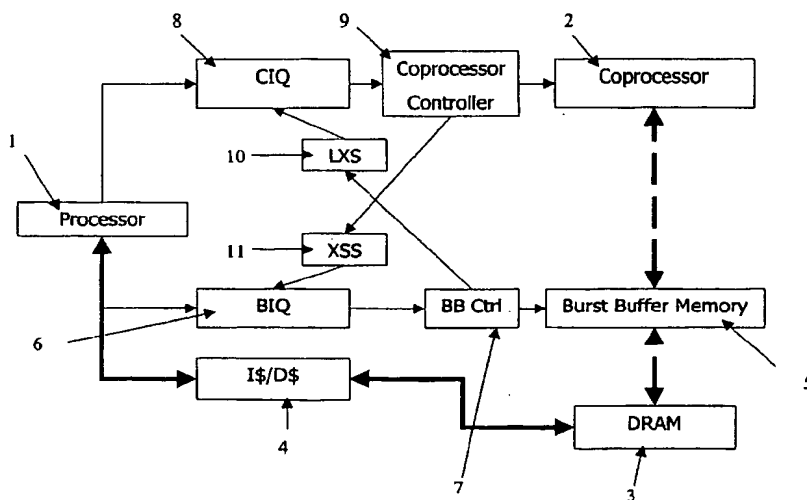 8
9
2
CIQ
Coprocessor
Controller
Coprocessor
1
10
LXS
Processor
11
XSS
BIQ
BB Ctrl
Burst Buffer Memory
6
5
I$/D$
4
DRAM
7
3